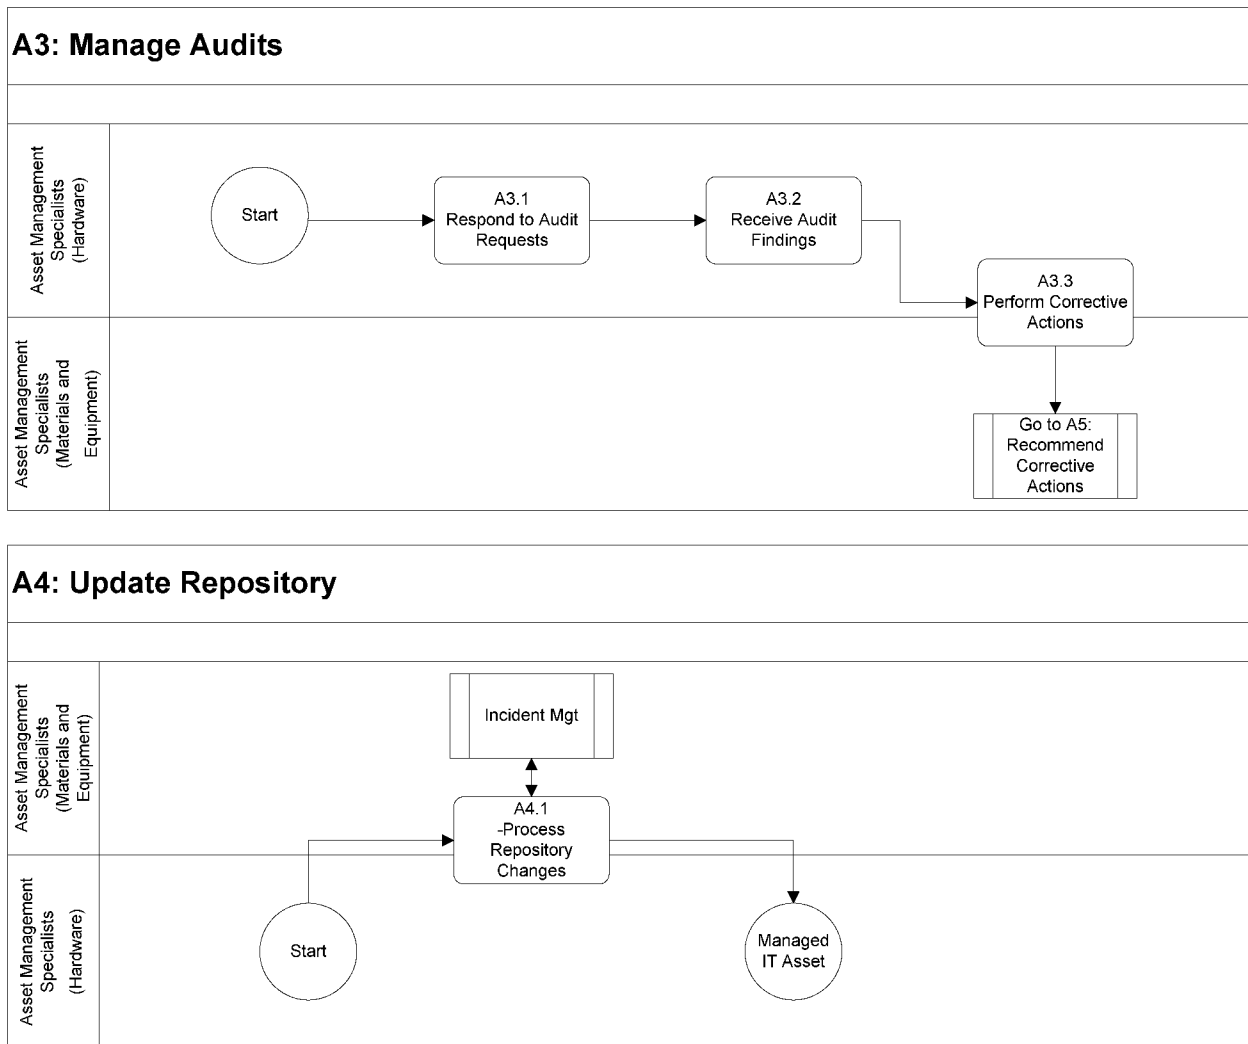 A3: Manage Audits
Asset Management
Specialists
(Hardware)
Start
A3.1
Respond to Audit
Requests
A3.2
Receive Audit
Findings
A3.3
Perform Corrective
Actions
Asset Management
Specialists
(Materials and
Equipment)
Go to A5:
Recommend
Corrective
Actions
A4: Update Repository
Asset Management
Specialists
(Materials and
Equipment)
Incident Mgt
A4.1
-Process
Repository
Changes
Asset Management
Specialists
(Hardware)
Start
Managed
IT Asset